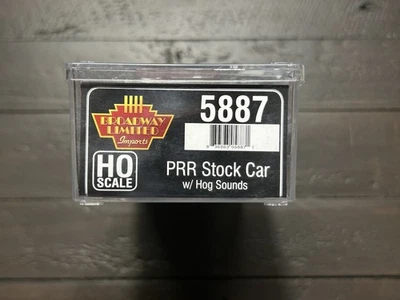 BROADWAY
LIMITED
Imports
5887
HO
SCALE
PRR Stock Car
w/ Hog Sounds